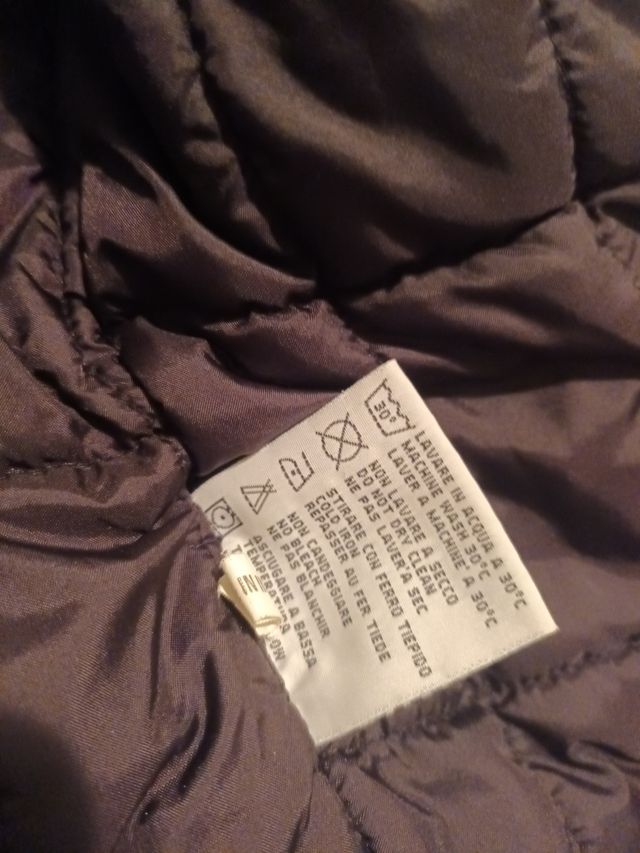 30°
LAVARE IN ACQUA A 30°C
MACHINE WASH 30°C
LAVER A MACHINE A 30°C
NON LAVARE A SECCO
DO NOT DRY CLEAN
NE PAS LAVER A SEC
STIRARE CON FERRO TIEPIDO
COLD IRON
REPASSER AU FER TIEDE
NON CANDEGGIARE
NO BLEACH
NE PAS BLANCHIR
ASCIUGARE A BASSA
TEMPERATURA